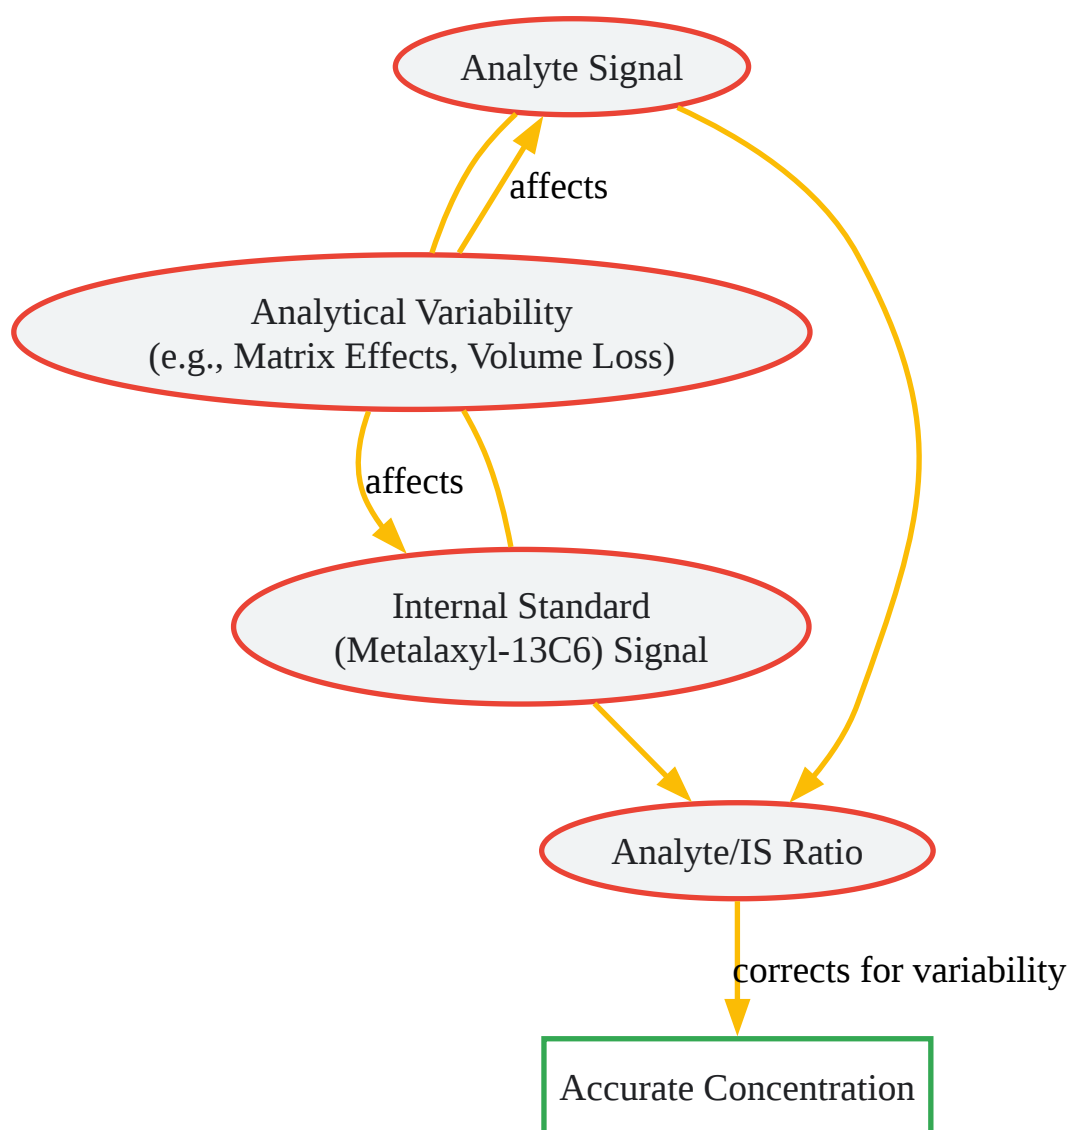 Analyte Signal
affects
Analytical Variability
(e.g., Matrix Effects, Volume Loss)
affects
Internal Standard
(Metalaxyl-13C6) Signal
Analyte/IS Ratio
corrects for variability
Accurate Concentration